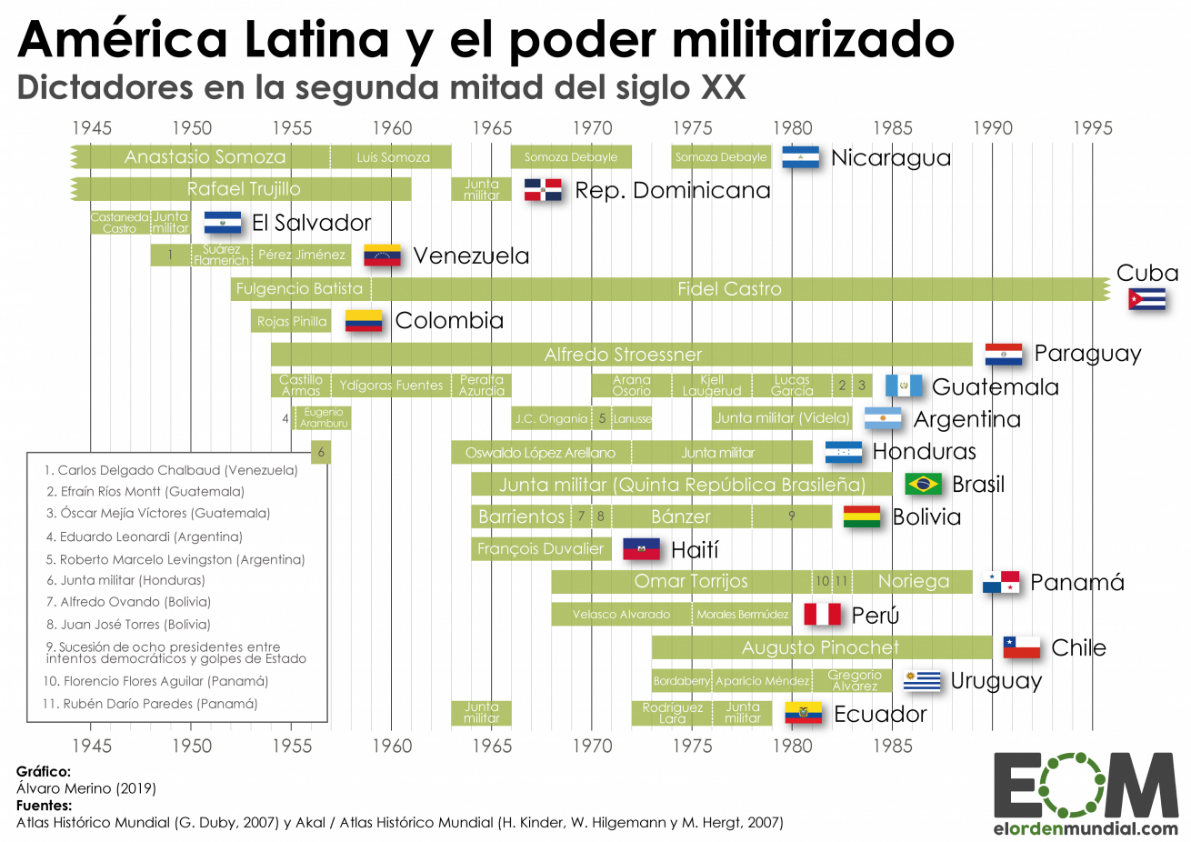 América Latina y el poder militarizado
Dictadores en la segunda mitad del siglo XX
1945 1950 1955 1960 1965 1970 1975 1980 1985 1990 1995
Anastasio Somoza Luis Somoza Somoza Debayle Somoza Debayle Nicaragua
Rafael Trujillo Junta militar Rep. Dominicana
Castaneda Castro Junta militar El Salvador
1 Suárez Flamerich Pérez Jiménez Venezuela
Fulgencio Batista Fidel Castro Cuba
Rojas Pinilla Colombia
Alfredo Stroessner Paraguay
Castillo Armas Ydígoras Fuentes Peralta Azurdia Arana Osorio Kjell Laugerud Lucas García 2 3 Guatemala
4 Eugenio Aramburu J.C. Onganía 5 Lanusse Junta militar (Videla) Argentina
6 Oswaldo López Arellano Junta militar Honduras
Junta militar (Quinta República Brasileña) Brasil
Barrientos 7 8 Bánzer 9 Bolivia
François Duvalier Haití
Omar Torrijos 10 11 Noriega Panamá
Velasco Alvarado Morales Bermúdez Perú
Augusto Pinochet Chile
Bordaberry Aparicio Méndez Gregorio Álvarez Uruguay
Junta militar Rodríguez Lara Junta militar Ecuador
1. Carlos Delgado Chalbaud (Venezuela)
2. Efraín Ríos Montt (Guatemala)
3. Óscar Mejía Víctores (Guatemala)
4. Eduardo Leonardi (Argentina)
5. Roberto Marcelo Levingston (Argentina)
6. Junta militar (Honduras)
7. Alfredo Ovando (Bolivia)
8. Juan José Torres (Bolivia)
9. Sucesión de ocho presidentes entre
intentos democráticos y golpes de Estado
10. Florencio Flores Aguilar (Panamá)
11. Rubén Darío Paredes (Panamá)
1945 1950 1955 1960 1965 1970 1975 1980 1985
Gráfico:
Álvaro Merino (2019)
Fuentes:
Atlas Histórico Mundial (G. Duby, 2007) y Akal / Atlas Histórico Mundial (H. Kinder, W. Hilgemann y M. Hergt, 2007)
EOM
elordenmundial.com